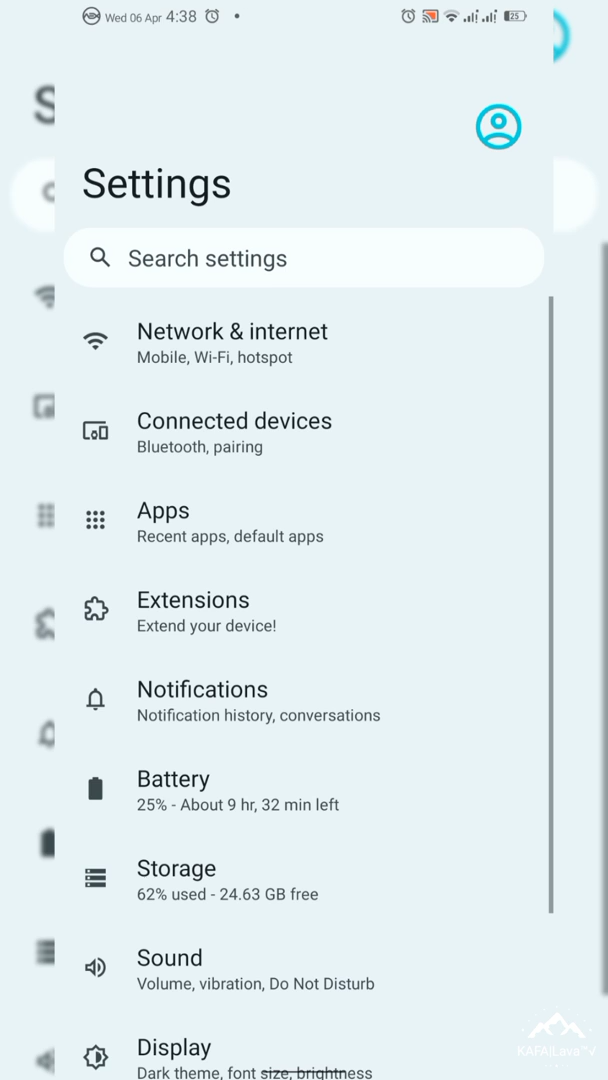 Wed 06 Apr 4:38
25
Settings
Search settings
Network & internet
Mobile, Wi-Fi, hotspot
Connected devices
Bluetooth, pairing
Apps
Recent apps, default apps
Extensions
Extend your device!
Notifications
Notification history, conversations
Battery
25% - About 9 hr, 32 min left
Storage
62% used - 24.63 GB free
Sound
Volume, vibration, Do Not Disturb
Display
Dark theme, font size, brightness
KAFAILava™V